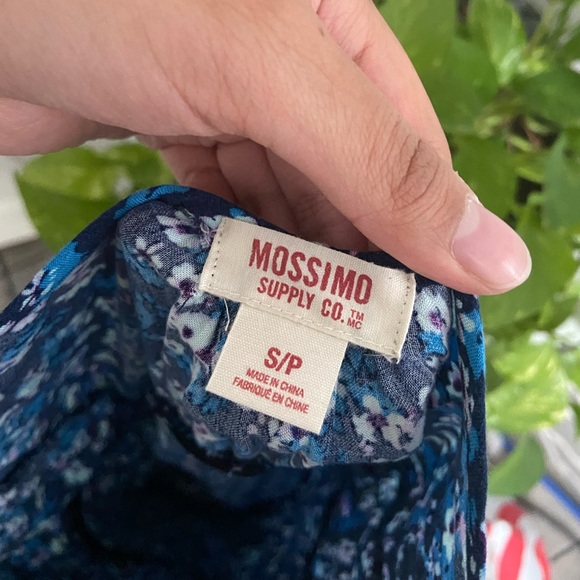 MOSSIMO
SUPPLY CO.™ MC
S/P
MADE IN CHINA
FABRIQUÉ EN CHINE